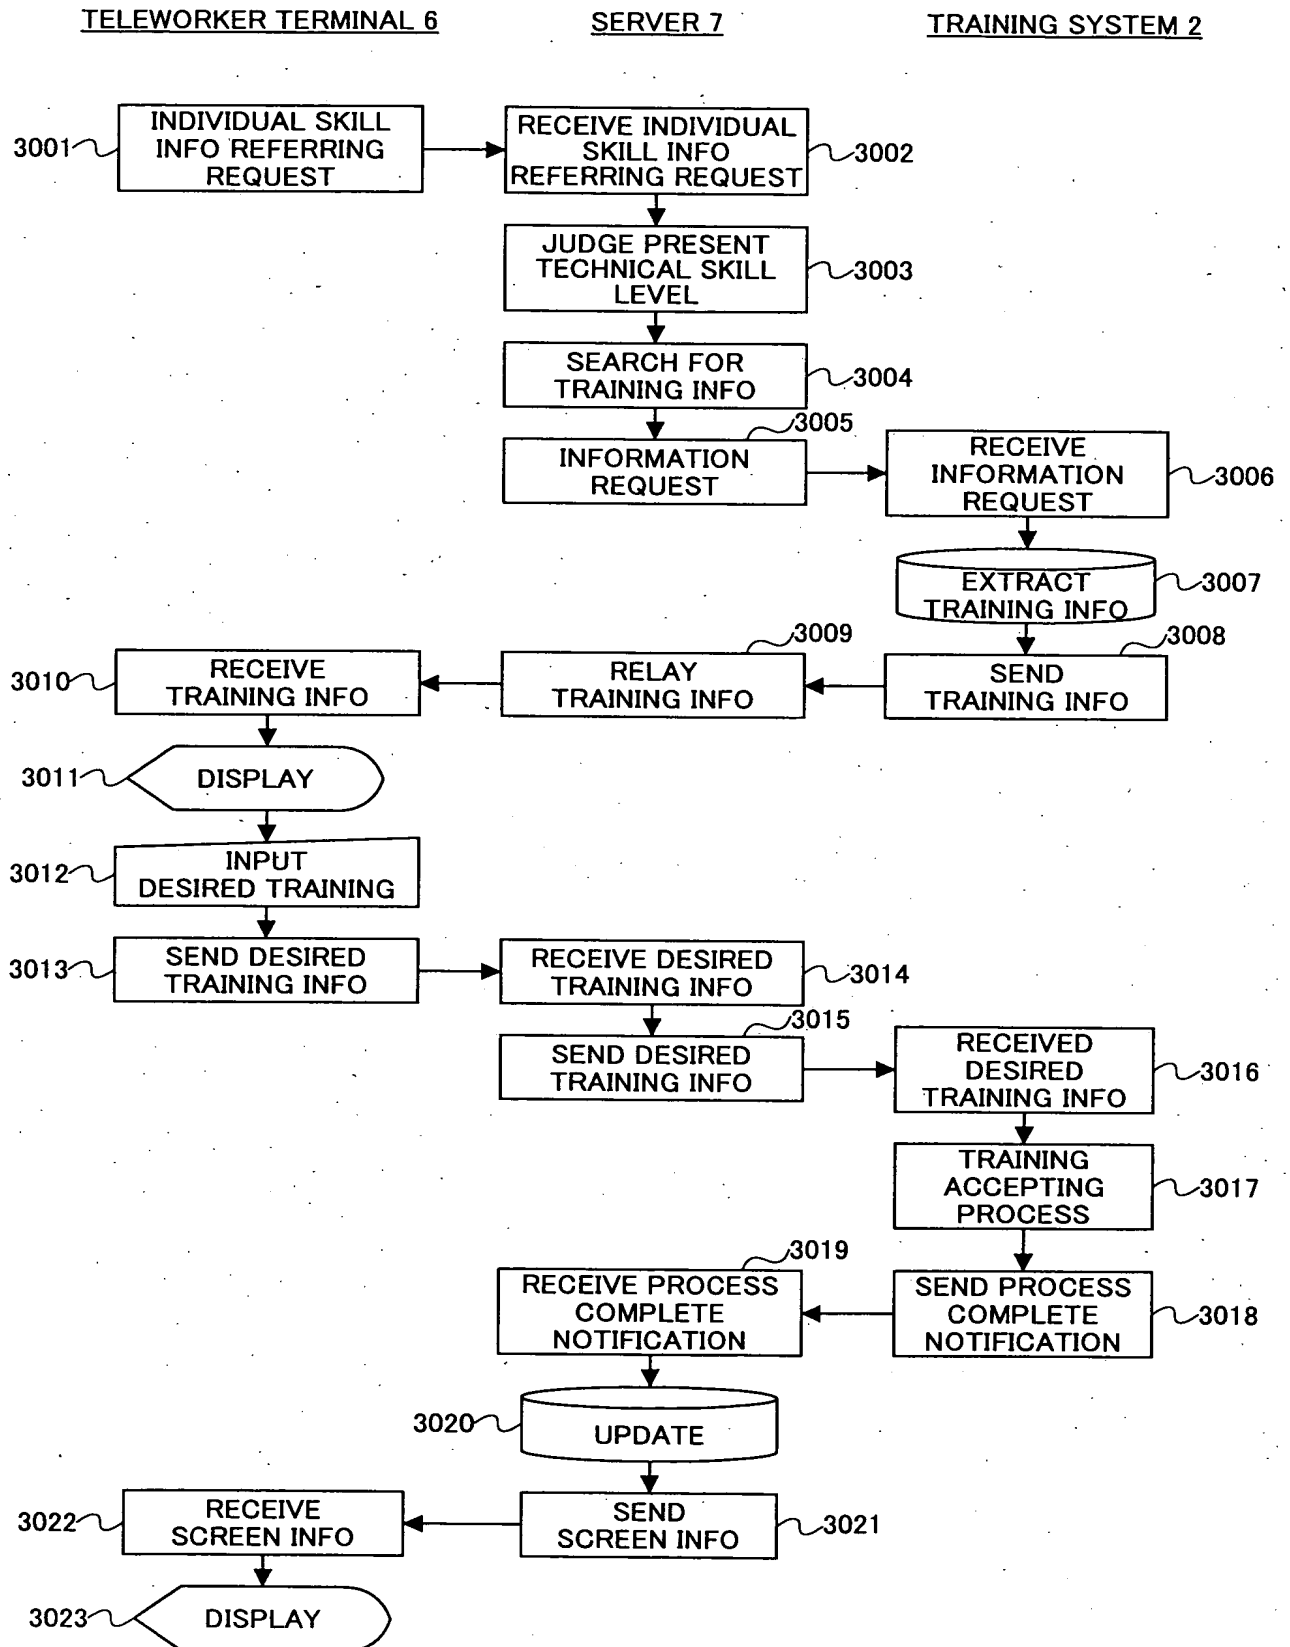 TELEWORKER TERMINAL 6
SERVER 7
TRAINING SYSTEM 2
3001
INDIVIDUAL SKILL
INFO REFERRING
REQUEST
RECEIVE INDIVIDUAL
SKILL INFO
REFERRING REQUEST
3002
JUDGE PRESENT
TECHNICAL SKILL
LEVEL
3003
SEARCH FOR
TRAINING INFO
3004
3005
INFORMATION
REQUEST
RECEIVE
INFORMATION
REQUEST
3006
EXTRACT
TRAINING INFO
3007
3008
SEND
TRAINING INFO
3009
RELAY
TRAINING INFO
3010
RECEIVE
TRAINING INFO
3011
DISPLAY
3012
INPUT
DESIRED TRAINING
3013
SEND DESIRED
TRAINING INFO
RECEIVE DESIRED
TRAINING INFO
3014
3015
SEND DESIRED
TRAINING INFO
RECEIVED
DESIRED
TRAINING INFO
3016
TRAINING
ACCEPTING
PROCESS
3017
SEND PROCESS
COMPLETE
NOTIFICATION
3018
3019
RECEIVE PROCESS
COMPLETE
NOTIFICATION
3020
UPDATE
SEND
SCREEN INFO
3021
3022
RECEIVE
SCREEN INFO
3023
DISPLAY